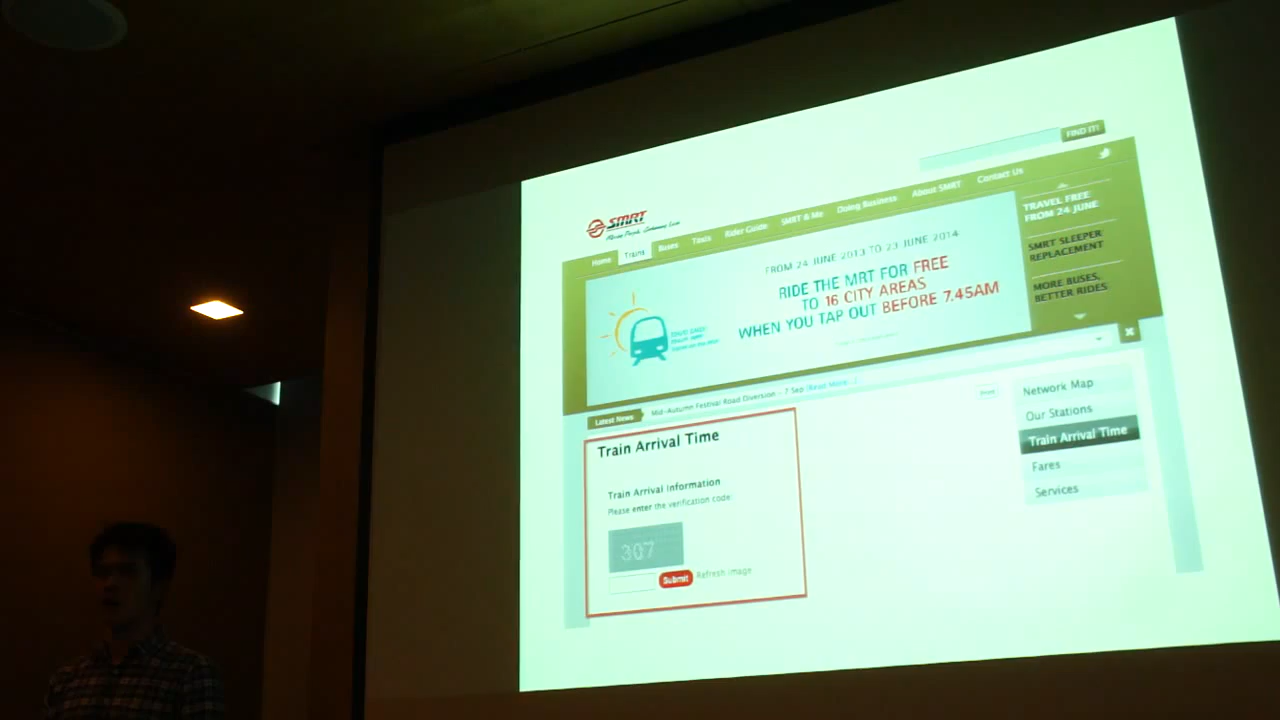 FIND IT!
SMRT
Home Trains Buses Taxis Rider Guide SMRT & Me Doing Business About SMRT Contact Us
FROM 24 JUNE 2013 TO 23 JUNE 2014
RIDE THE MRT FOR FREE
TO 16 CITY AREAS
WHEN YOU TAP OUT BEFORE 7.45AM
TRAVEL FREE
FROM 24 JUNE
SMRT SLEEPER
REPLACEMENT
MORE BUSES,
BETTER RIDES
Latest News Mid-Autumn Festival Road Diversion - 7 Sep [Read More...]
Train Arrival Time
Train Arrival Information
Please enter the verification code:
307
Submit Refresh image
Network Map
Our Stations
Train Arrival Time
Fares
Services